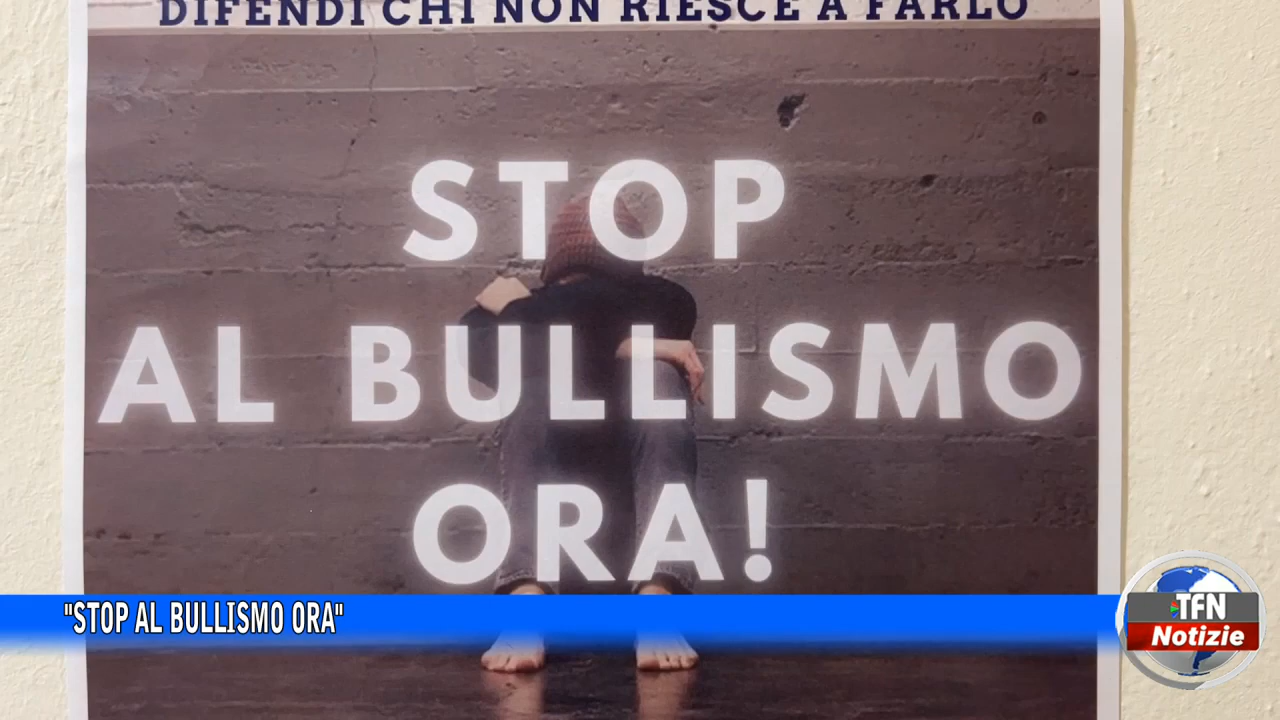 DIFENDI CHI NON RIESCE A FARLO
STOP
AL BULLISMO
ORA!
"STOP AL BULLISMO ORA"
TFN
Notizie